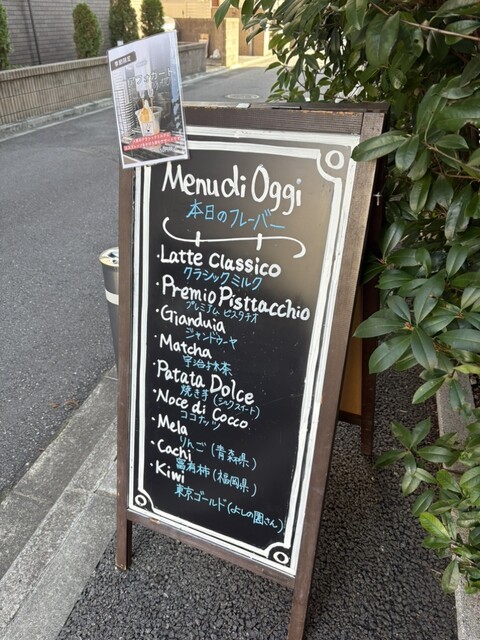 Menu di Oggi
本日のフレーバー
・Latte Classico
クラシックミルク
・Premio Pisttacchio
プレミアム ピスタチオ
・Gianduia
ジャンドゥーヤ
・Matcha
宇治抹茶
・Patata Dolce
焼き芋(シルクスイート)
・Noce di Cocco
ココナッツ
・Mela
りんご(青森県)
・Cachi
富有柿(福岡県)
・Kiwi
東京ゴールド(よしの園さん)